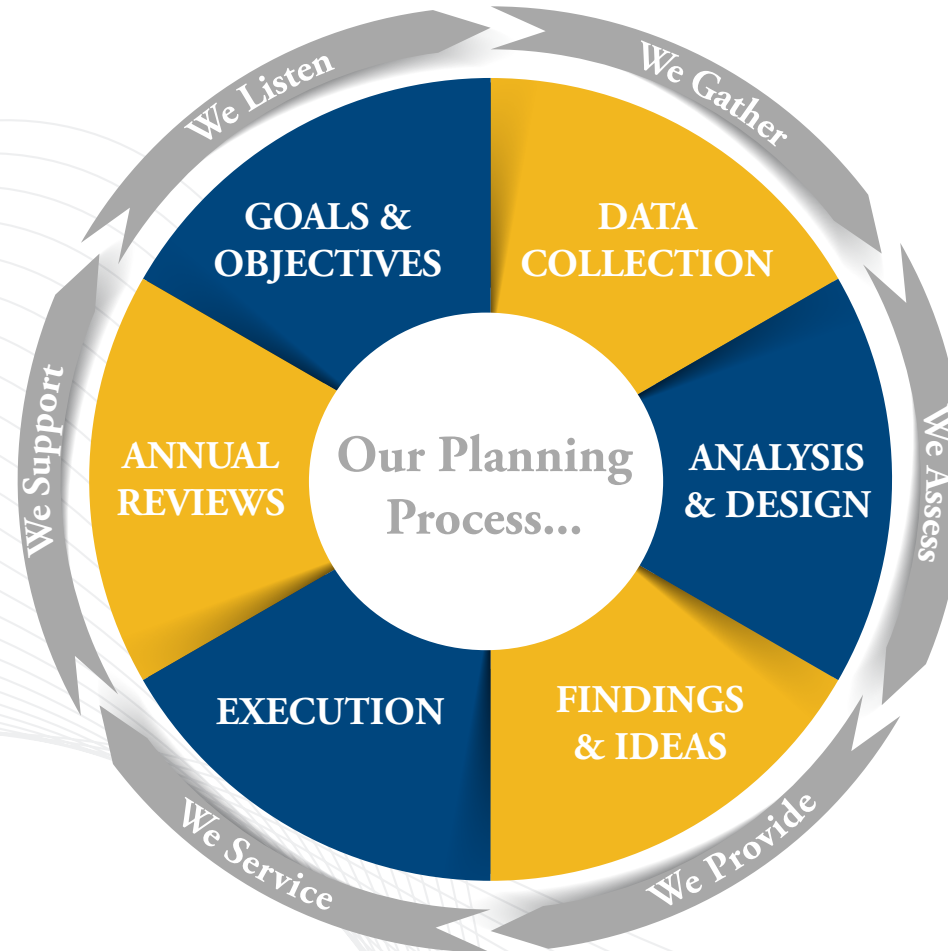 We Listen
We Gather
GOALS &
OBJECTIVES
DATA
COLLECTION
We Support
ANNUAL
REVIEWS
Our Planning
Process...
ANALYSIS
& DESIGN
We Assess
EXECUTION
FINDINGS
& IDEAS
We Service
We Provide